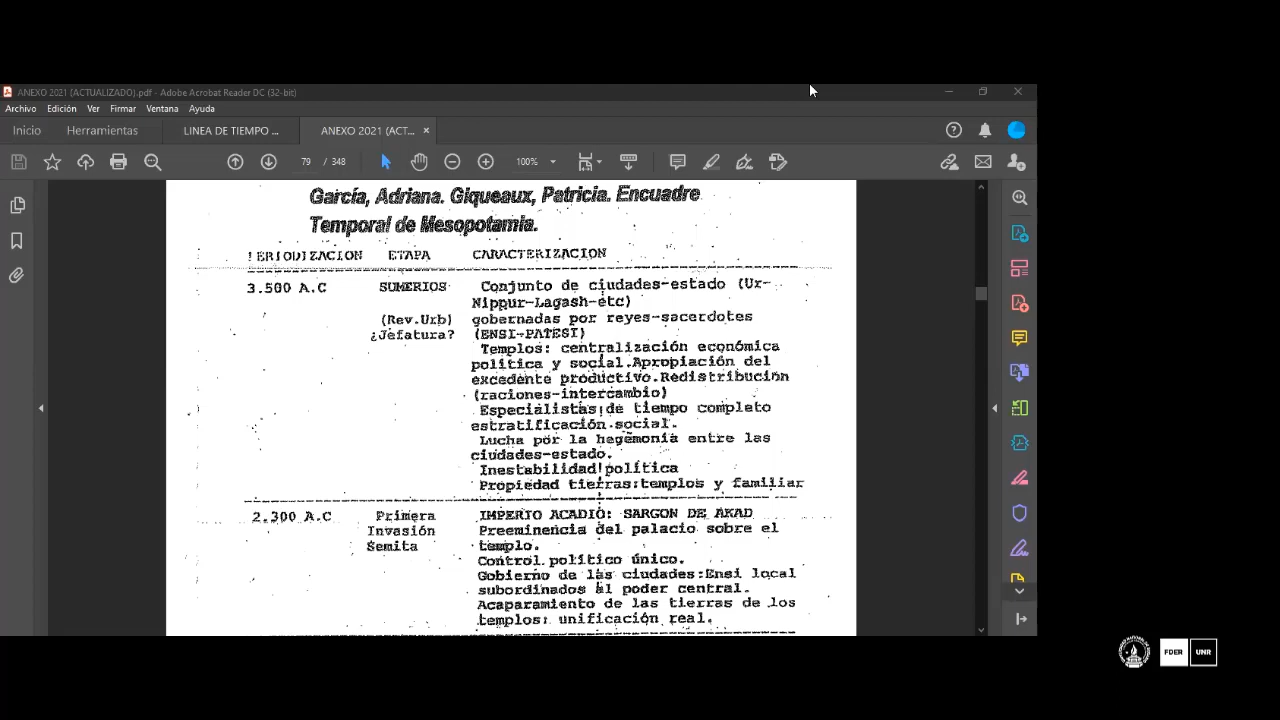 ANEXO 2021 (ACTUALIZADO).pdf - Adobe Acrobat Reader DC (32-bit)
Archivo Edición Ver Firmar Ventana Ayuda
Inicio Herramientas LINEA DE TIEMPO ... ANEXO 2021 (ACT... ×
79 / 348 100%
García, Adriana. Giqueaux, Patricia. Encuadre
Temporal de Mesopotamia.
!ERIODIZACION ETAPA CARACTERIZACION
3.500 A.C SUMERIOS Conjunto de ciudades-estado (Ur-
Nippur-Lagash-etc)
(Rev.Urb) gobernadas por reyes-sacerdotes
¿Jefatura? (ENSI-PATESI)
Templos: centralización económica
política y social.Apropiación del
excedente productivo.Redistribución
(raciones-intercambio)
Especialistas de tiempo completo
estratificación social.
Lucha por la hegemonía entre las
ciudades-estado.
Inestabilidad política
Propiedad tierras:templos y familiar
2.300 A.C Primera IMPERIO ACADIO: SARGON DE AKAD
Invasión Preeminencia del palacio sobre el
Semita templo.
Control político único.
Gobierno de las ciudades:Ensi local
subordinados al poder central.
Acaparamiento de las tierras de los
templos: unificación real.
FDER UNR